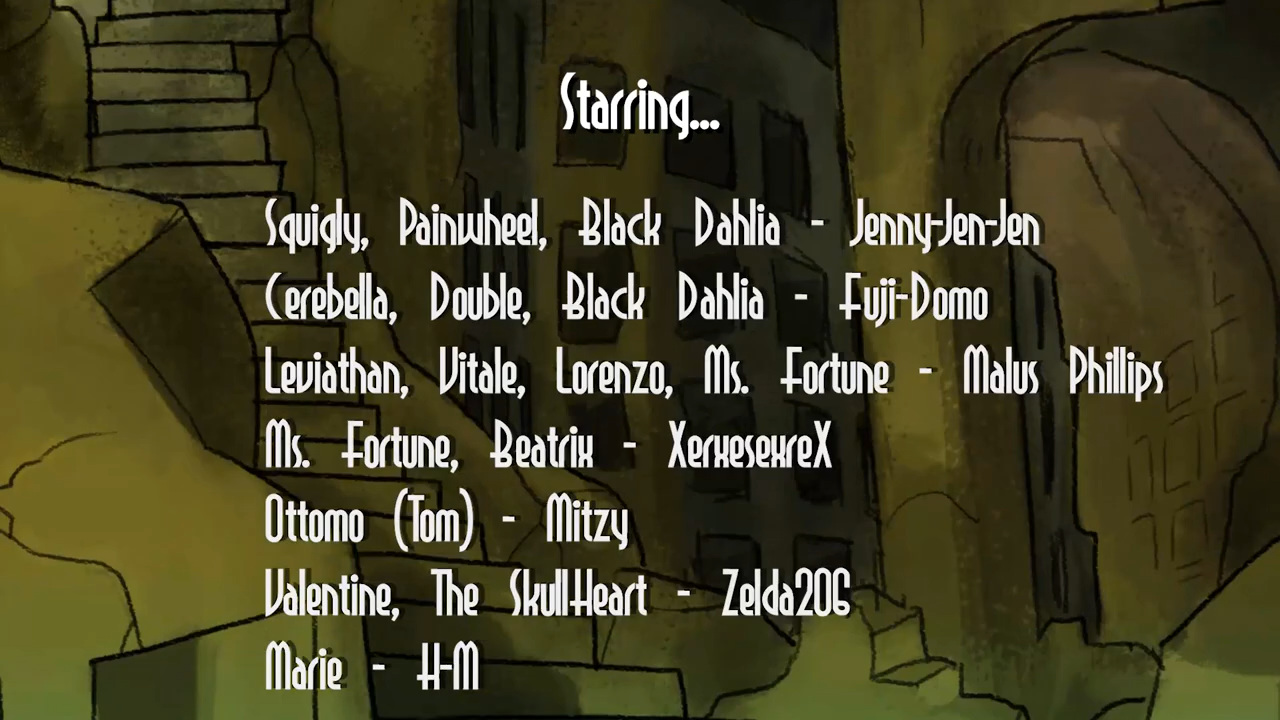 Starring...
Squigly, Painwheel, Black Dahlia - Jenny-Jen-Jen
Cerebella, Double, Black Dahlia - Fuji-Domo
Leviathan, Vitale, Lorenzo, Ms. Fortune - Malus Phillips
Ms. Fortune, Beatrix - XerxesexreX
Ottomo (Tom) - Mitzy
Valentine, The SkullHeart - Zelda206
Marie - H-M